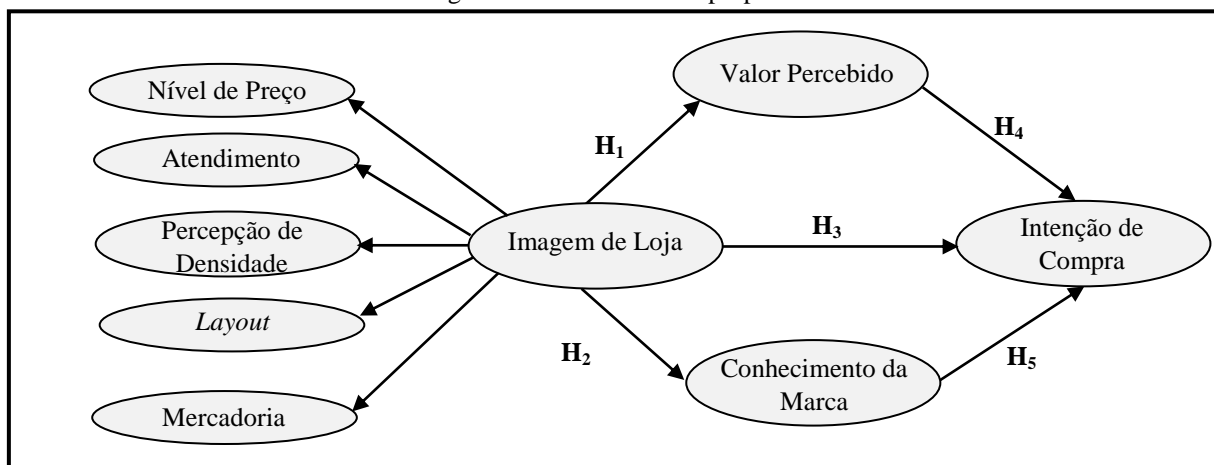 Nível de Preço
Atendimento
Percepção de
Densidade
Layout
Mercadoria
Imagem de Loja
Valor Percebido
Conhecimento da
Marca
Intenção de
Compra
H1
H2
H3
H4
H5